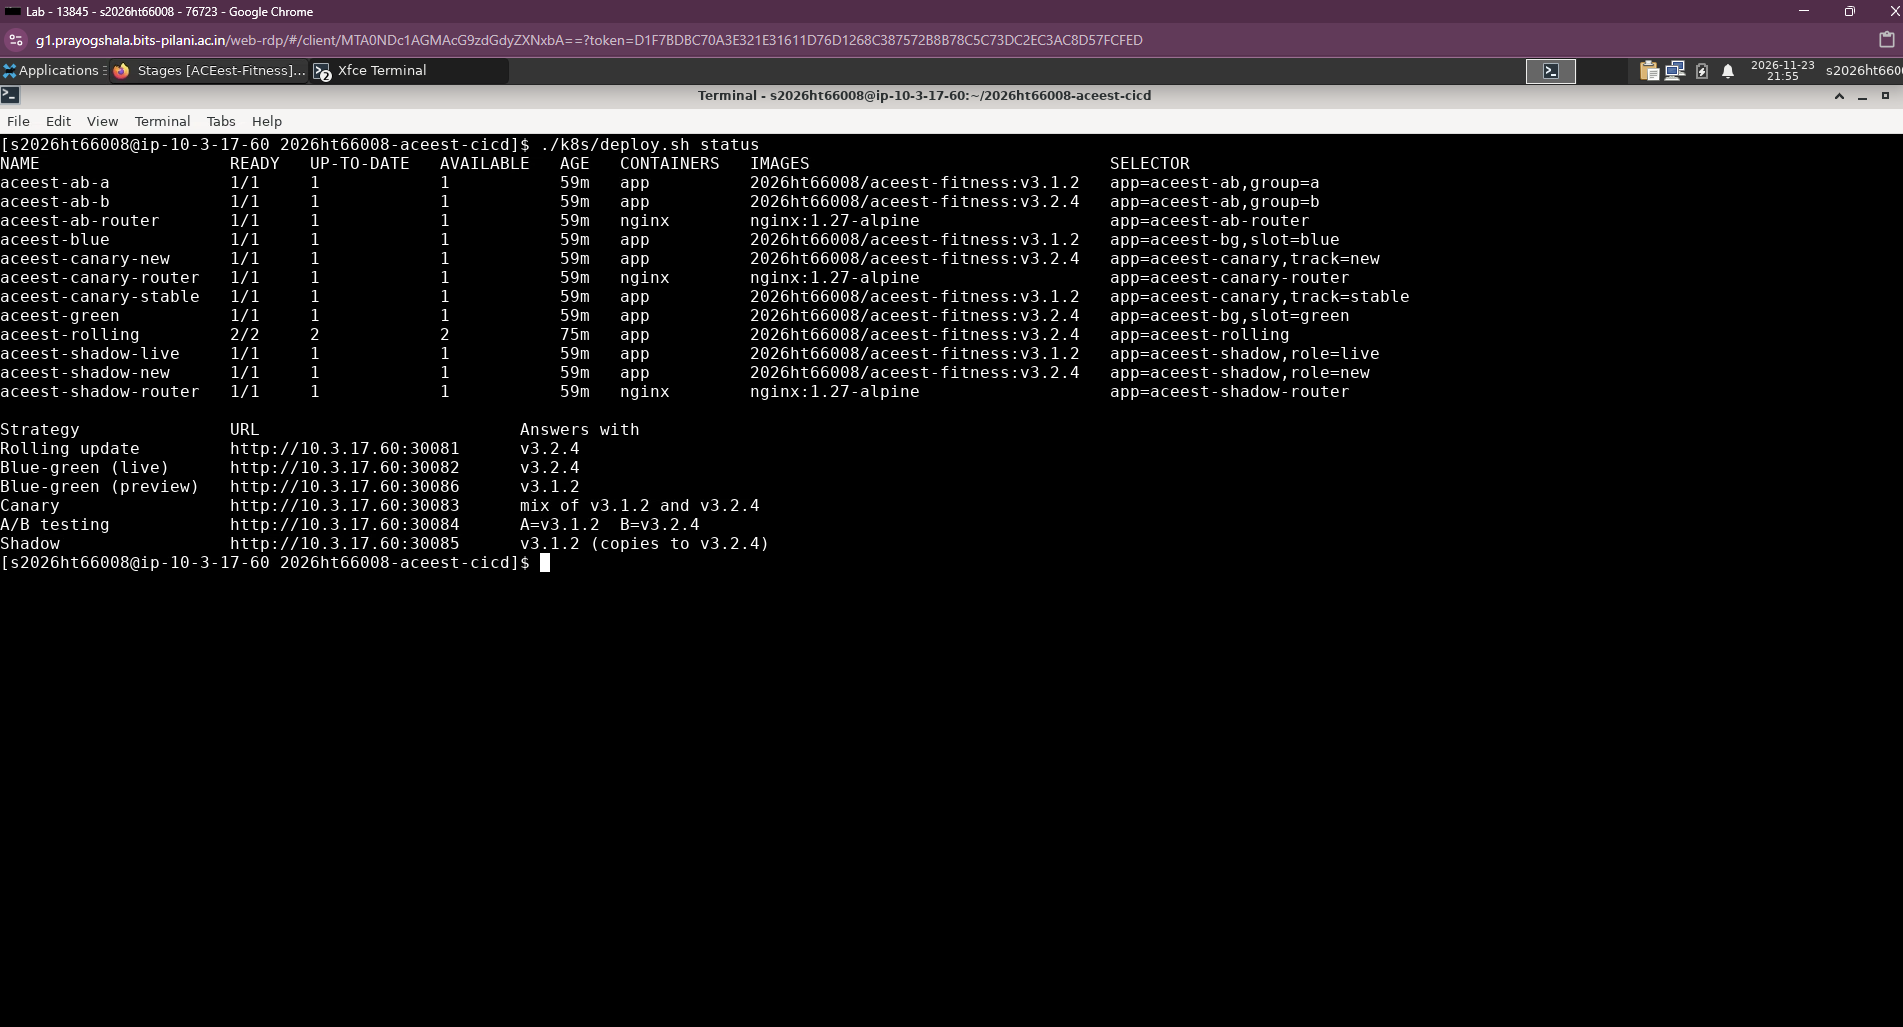 Lab - 13845 - s2026ht66008 - 76723 - Google Chrome
g1.prayogshala.bits-pilani.ac.in/web-rdp/#/client/MTA0NDc1AGMAcG9zdGdyZXNxbA==?token=D1F7BDBC70A3E321E31611D76D1268C387572B8B78C5C73DC2EC3AC8D57FCFED
Applications Stages [ACEest-Fitness]... 2 Xfce Terminal 2026-11-23 21:55 s2026ht660
Terminal - s2026ht66008@ip-10-3-17-60:~/2026ht66008-aceest-cicd
File Edit View Terminal Tabs Help
[s2026ht66008@ip-10-3-17-60 2026ht66008-aceest-cicd]$ ./k8s/deploy.sh status
NAME READY UP-TO-DATE AVAILABLE AGE CONTAINERS IMAGES SELECTOR
aceest-ab-a 1/1 1 1 59m app 2026ht66008/aceest-fitness:v3.1.2 app=aceest-ab,group=a
aceest-ab-b 1/1 1 1 59m app 2026ht66008/aceest-fitness:v3.2.4 app=aceest-ab,group=b
aceest-ab-router 1/1 1 1 59m nginx nginx:1.27-alpine app=aceest-ab-router
aceest-blue 1/1 1 1 59m app 2026ht66008/aceest-fitness:v3.1.2 app=aceest-bg,slot=blue
aceest-canary-new 1/1 1 1 59m app 2026ht66008/aceest-fitness:v3.2.4 app=aceest-canary,track=new
aceest-canary-router 1/1 1 1 59m nginx nginx:1.27-alpine app=aceest-canary-router
aceest-canary-stable 1/1 1 1 59m app 2026ht66008/aceest-fitness:v3.1.2 app=aceest-canary,track=stable
aceest-green 1/1 1 1 59m app 2026ht66008/aceest-fitness:v3.2.4 app=aceest-bg,slot=green
aceest-rolling 2/2 2 2 75m app 2026ht66008/aceest-fitness:v3.2.4 app=aceest-rolling
aceest-shadow-live 1/1 1 1 59m app 2026ht66008/aceest-fitness:v3.1.2 app=aceest-shadow,role=live
aceest-shadow-new 1/1 1 1 59m app 2026ht66008/aceest-fitness:v3.2.4 app=aceest-shadow,role=new
aceest-shadow-router 1/1 1 1 59m nginx nginx:1.27-alpine app=aceest-shadow-router
Strategy URL Answers with
Rolling update http://10.3.17.60:30081 v3.2.4
Blue-green (live) http://10.3.17.60:30082 v3.2.4
Blue-green (preview) http://10.3.17.60:30086 v3.1.2
Canary http://10.3.17.60:30083 mix of v3.1.2 and v3.2.4
A/B testing http://10.3.17.60:30084 A=v3.1.2 B=v3.2.4
Shadow http://10.3.17.60:30085 v3.1.2 (copies to v3.2.4)
[s2026ht66008@ip-10-3-17-60 2026ht66008-aceest-cicd]$